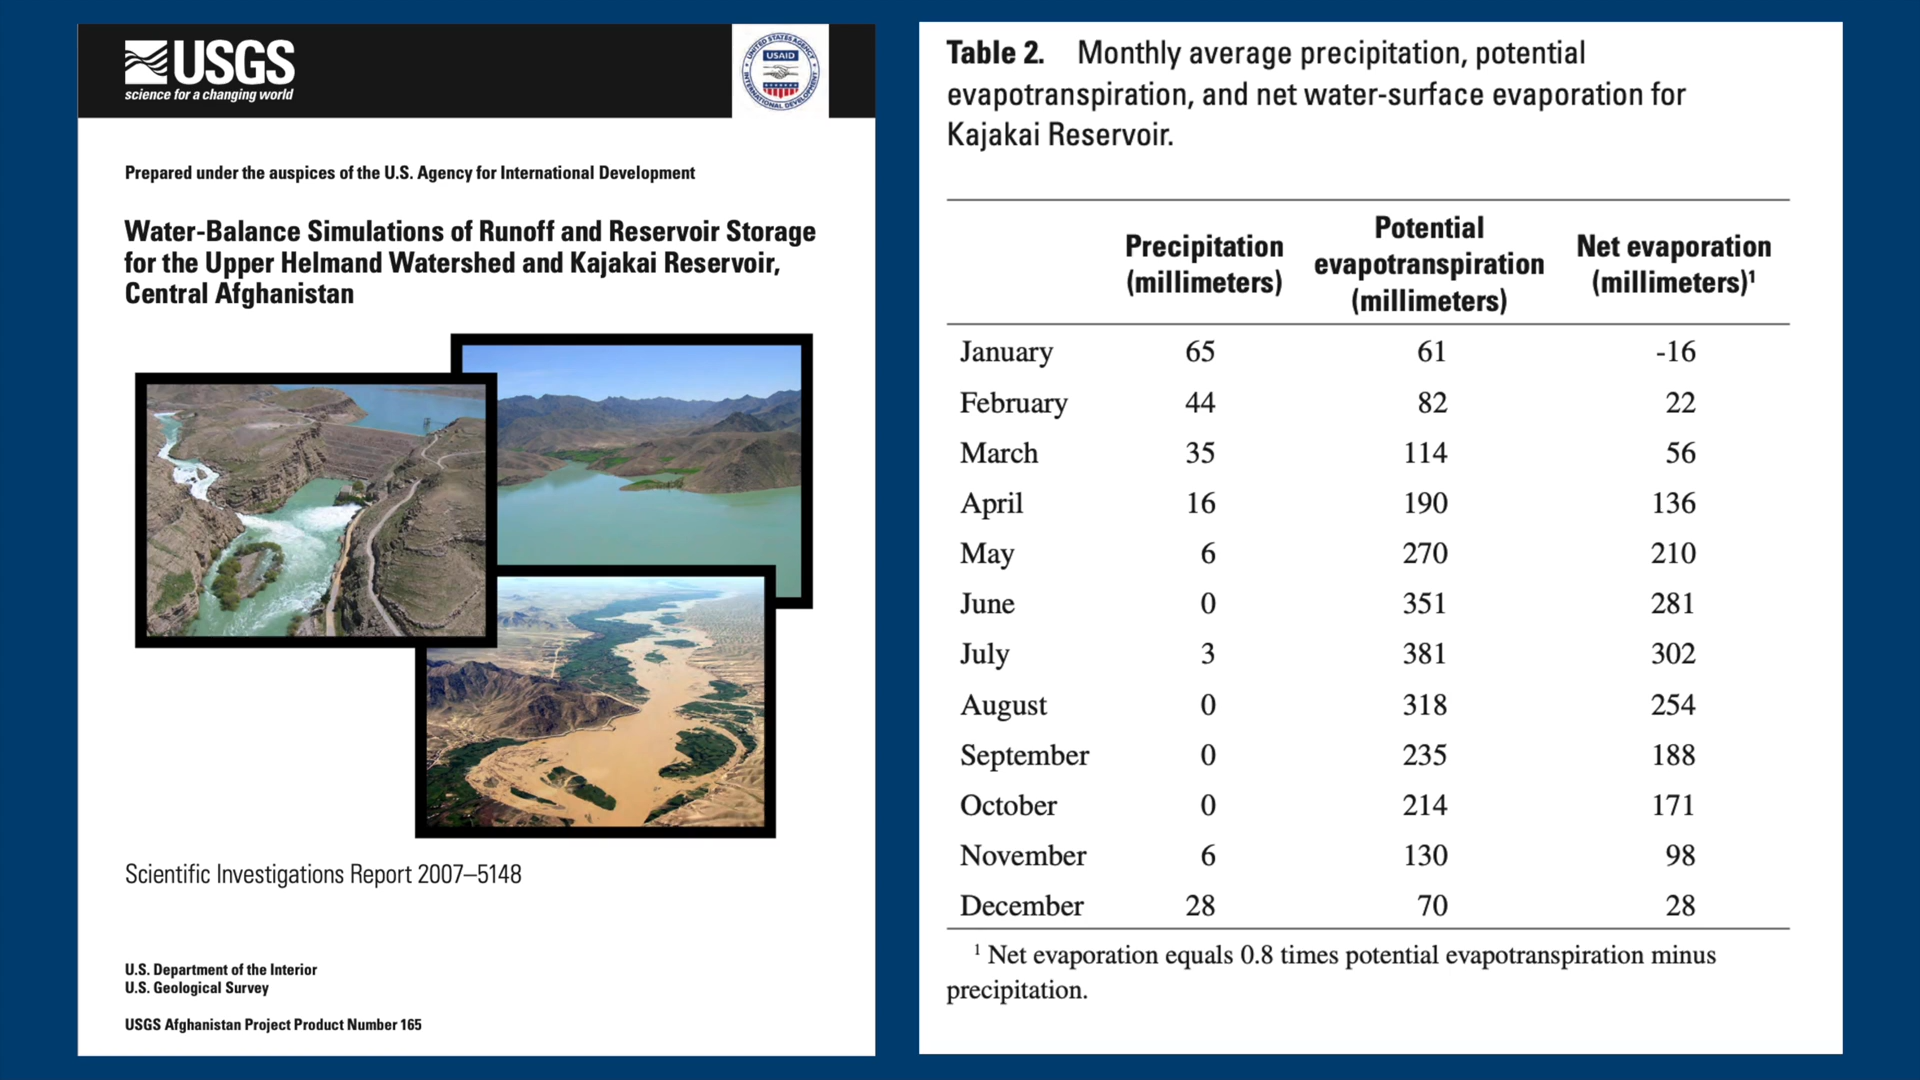 USGS
science for a changing world
UNITED STATES AGENCY
USAID
INTERNATIONAL DEVELOPMENT
Prepared under the auspices of the U.S. Agency for International Development
Water-Balance Simulations of Runoff and Reservoir Storage
for the Upper Helmand Watershed and Kajakai Reservoir,
Central Afghanistan
Scientific Investigations Report 2007–5148
U.S. Department of the Interior
U.S. Geological Survey
USGS Afghanistan Project Product Number 165
Table 2. Monthly average precipitation, potential
evapotranspiration, and net water-surface evaporation for
Kajakai Reservoir.
Precipitation
(millimeters)
Potential
evapotranspiration
(millimeters)
Net evaporation
(millimeters)¹
January 65 61 -16
February 44 82 22
March 35 114 56
April 16 190 136
May 6 270 210
June 0 351 281
July 3 381 302
August 0 318 254
September 0 235 188
October 0 214 171
November 6 130 98
December 28 70 28
¹ Net evaporation equals 0.8 times potential evapotranspiration minus
precipitation.